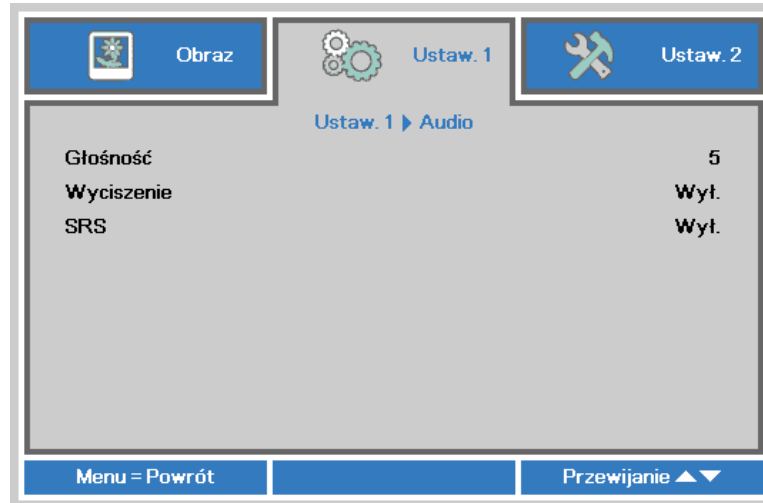 Obraz
Ustaw. 1
Ustaw. 2
Ustaw. 1 ▶ Audio
Głośność 5
Wyciszenie Wył.
SRS Wył.
Menu = Powrót
Przewijanie ▲▼